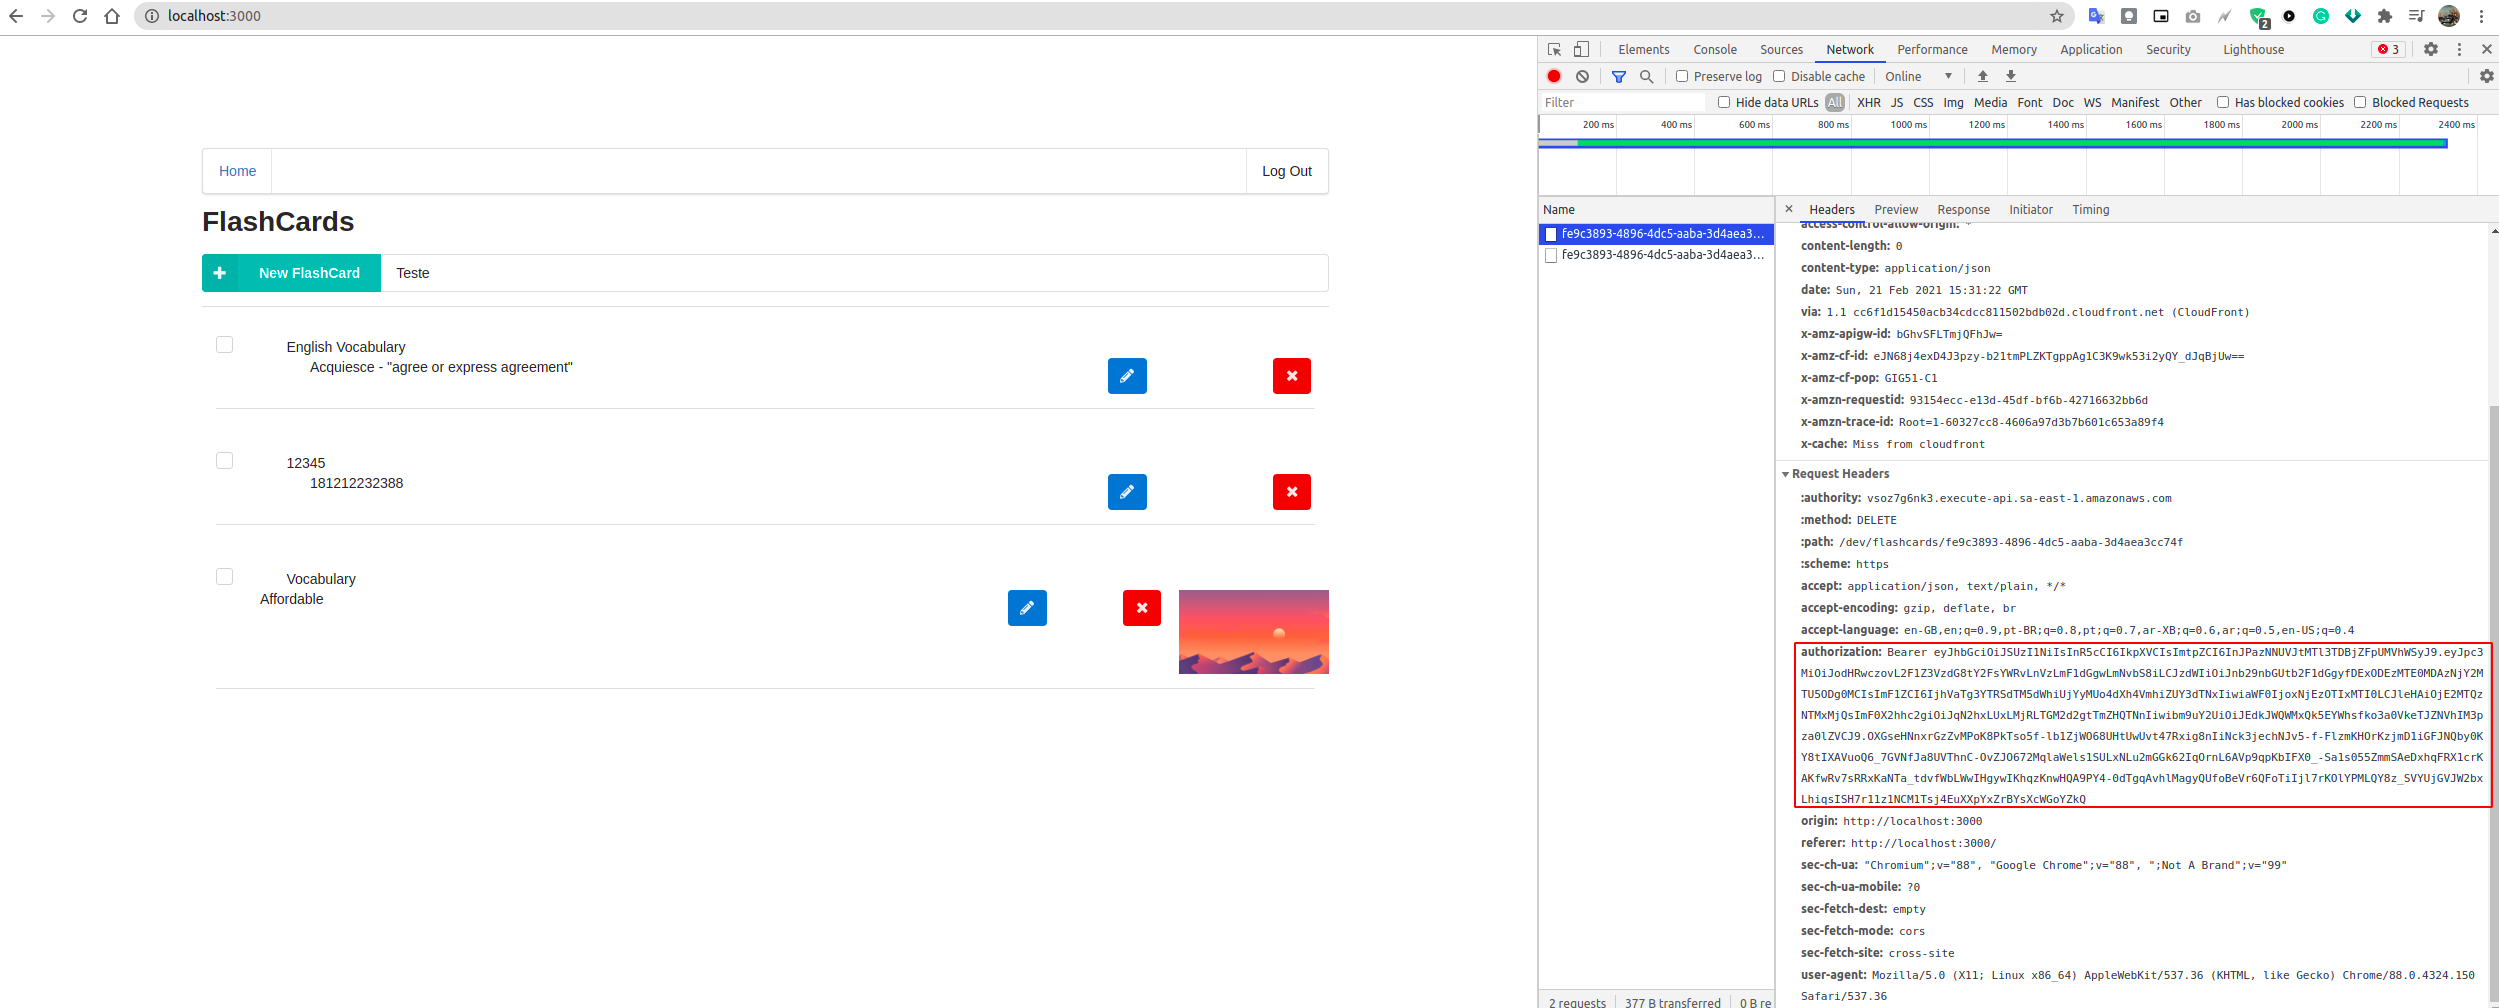 localhost:3000
2
Elements Console Sources Network Performance Memory Application Security Lighthouse 3
Preserve log Disable cache Online
Filter Hide data URLs All XHR JS CSS Img Media Font Doc WS Manifest Other Has blocked cookies Blocked Requests
200 ms 400 ms 600 ms 800 ms 1000 ms 1200 ms 1400 ms 1600 ms 1800 ms 2000 ms 2200 ms 2400 ms
Home
Log Out
FlashCards
New FlashCard
Teste
English Vocabulary
Acquiesce - "agree or express agreement"
12345
181212232388
Vocabulary
Affordable
Name
fe9c3893-4896-4dc5-aaba-3d4aea3...
fe9c3893-4896-4dc5-aaba-3d4aea3...
2 requests 377 B transferred 0 B re
Headers Preview Response Initiator Timing
access-control-allow-origin: *
content-length: 0
content-type: application/json
date: Sun, 21 Feb 2021 15:31:22 GMT
via: 1.1 cc6f1d15450acb34cdcc811502bdb02d.cloudfront.net (CloudFront)
x-amz-apigw-id: bGhvSFLTmjQFhJw=
x-amz-cf-id: eJN68j4exD4J3pzy-b21tmPLZKTgppAg1C3K9wk53i2yQY_dJqBjUw==
x-amz-cf-pop: GIG51-C1
x-amzn-requestid: 93154ecc-e13d-45df-bf6b-42716632bb6d
x-amzn-trace-id: Root=1-60327cc8-4606a97d3b7b601c653a89f4
x-cache: Miss from cloudfront
Request Headers
:authority: vsoz7g6nk3.execute-api.sa-east-1.amazonaws.com
:method: DELETE
:path: /dev/flashcards/fe9c3893-4896-4dc5-aaba-3d4aea3cc74f
:scheme: https
accept: application/json, text/plain, */*
accept-encoding: gzip, deflate, br
accept-language: en-GB,en;q=0.9,pt-BR;q=0.8,pt;q=0.7,ar-XB;q=0.6,ar;q=0.5,en-US;q=0.4
authorization: Bearer
origin: http://localhost:3000
referer: http://localhost:3000/
sec-ch-ua: "Chromium";v="88", "Google Chrome";v="88", ";Not A Brand";v="99"
sec-ch-ua-mobile: ?0
sec-fetch-dest: empty
sec-fetch-mode: cors
sec-fetch-site: cross-site
user-agent: Mozilla/5.0 (X11; Linux x86_64) AppleWebKit/537.36 (KHTML, like Gecko) Chrome/88.0.4324.150
Safari/537.36